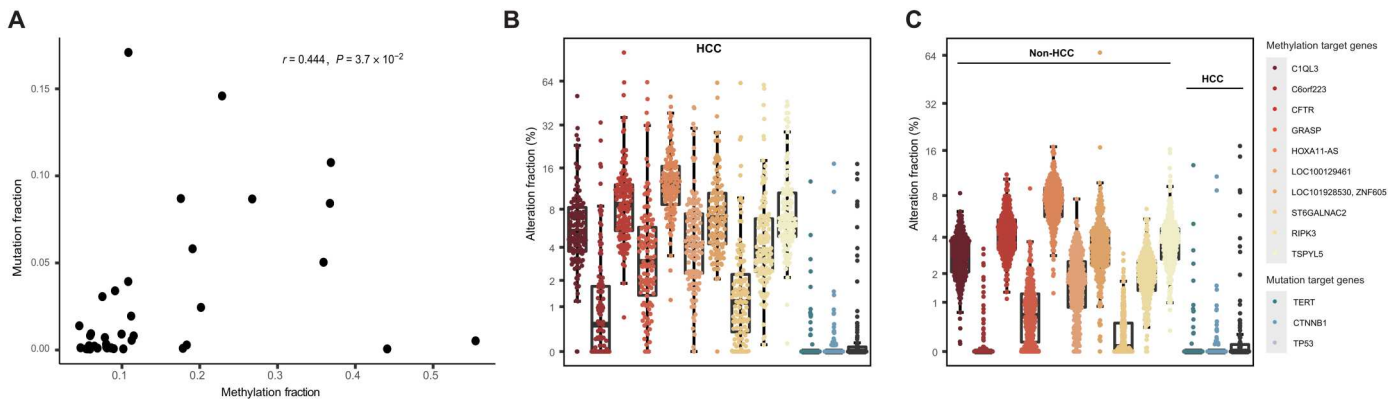 A
r = 0.444, P = 3.7 × 10⁻²
Mutation fraction
0.15
0.10
0.05
0.00
0.1
0.2
0.3
0.4
0.5
Methylation fraction
B
HCC
Alteration fraction (%)
64
32
16
8
4
2
1
0
C
Non-HCC
HCC
Alteration fraction (%)
64
32
16
8
4
2
1
0
Methylation target genes
C1QL3
C6orf223
CFTR
GRASP
HOXA11-AS
LOC100129461
LOC101928530, ZNF605
ST6GALNAC2
RIPK3
TSPYL5
Mutation target genes
TERT
CTNNB1
TP53